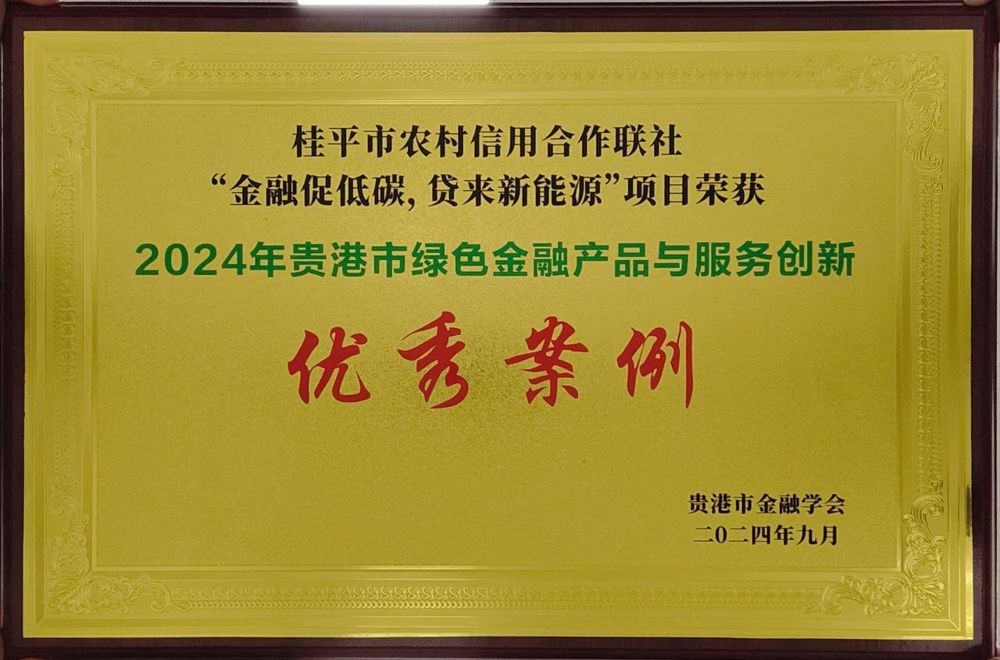 桂平市农村信用合作联社
“金融促低碳,贷来新能源”项目荣获
2024年贵港市绿色金融产品与服务创新
优秀案例
贵港市金融学会
二0二四年九月